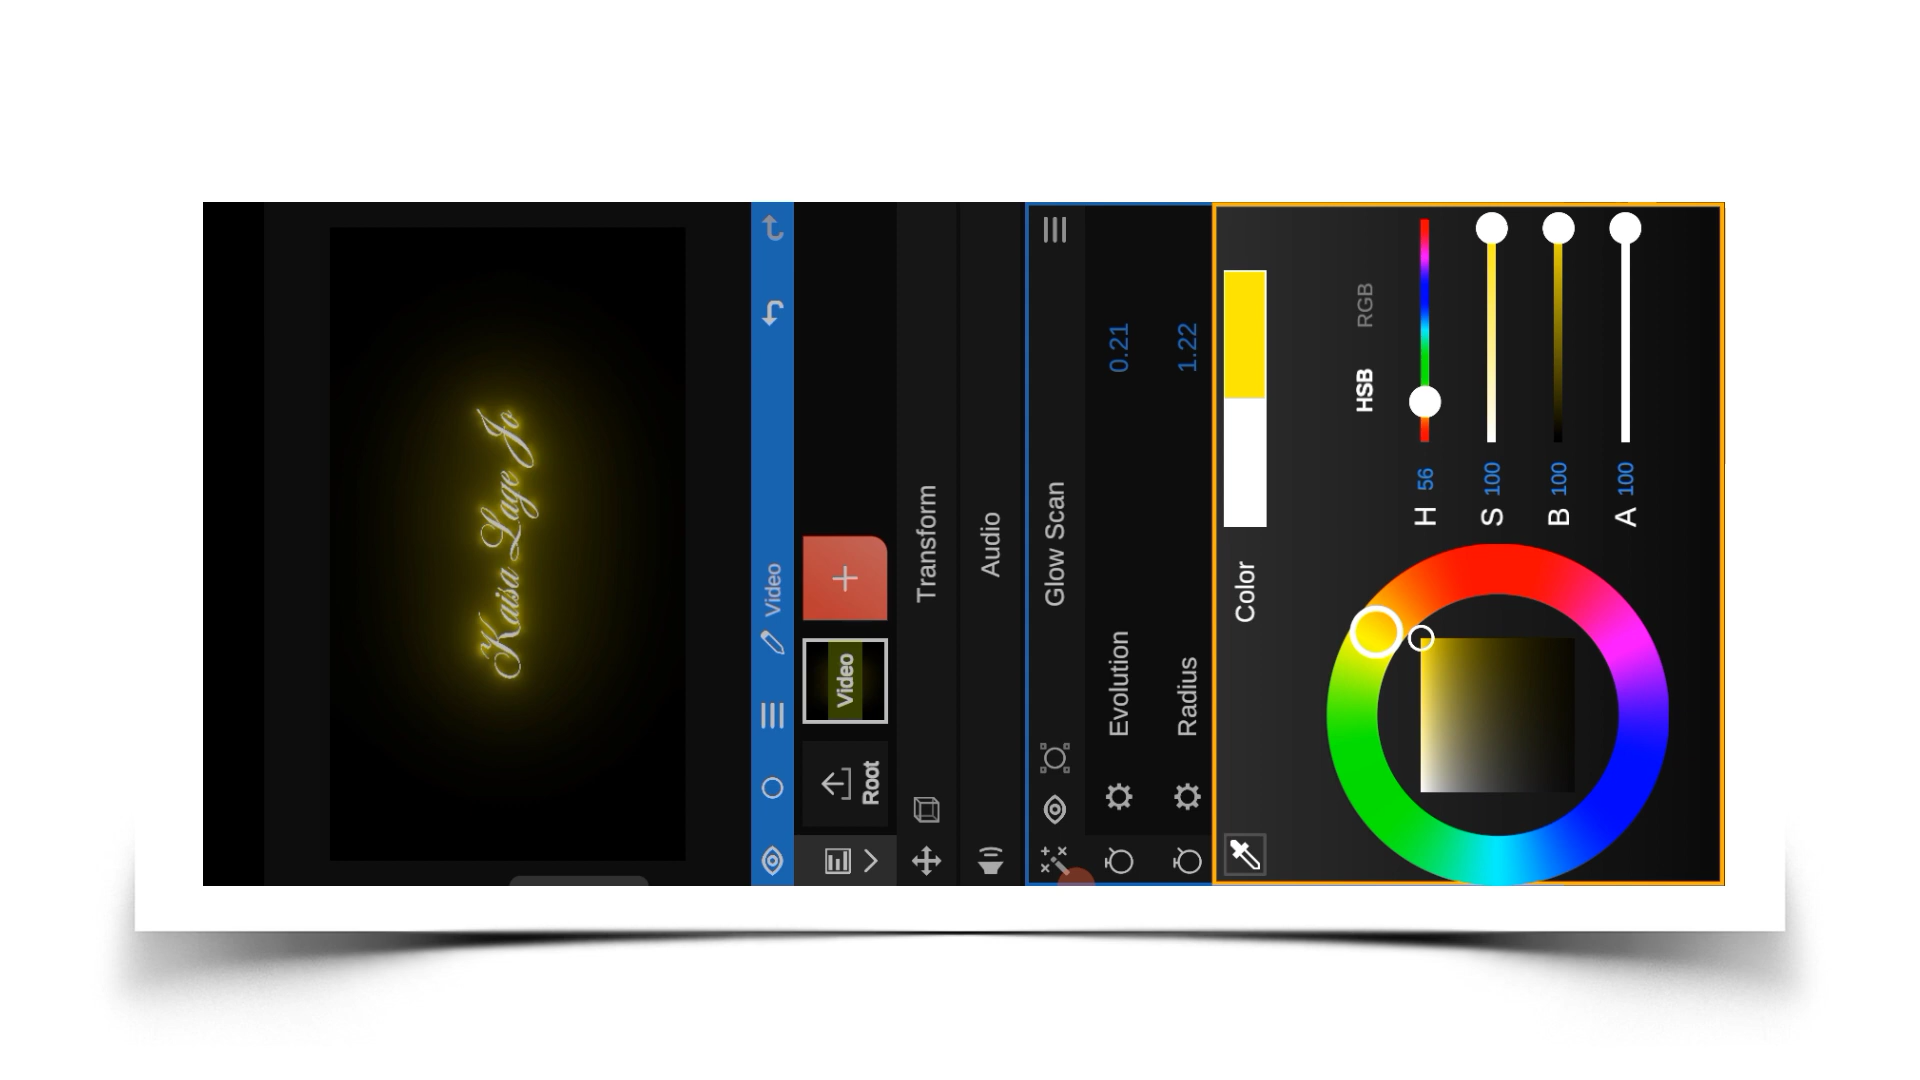 Kaisa Lage Jo
Video
Root
Video
Transform
Audio
Glow Scan
Evolution 0.21
Radius 1.22
Color
HSB RGB
H 56
S 100
B 100
A 100